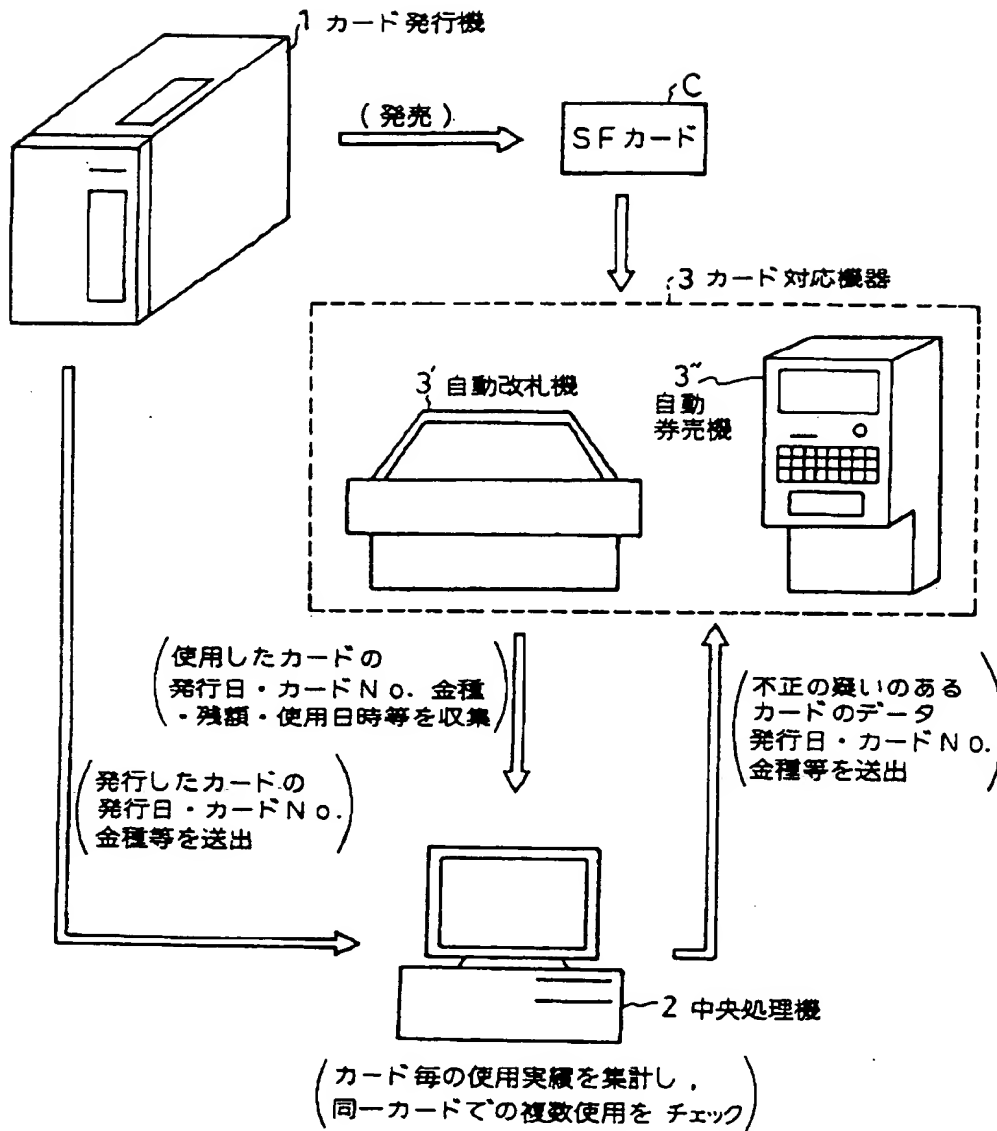 1 カード発行機
(発売)
C
SFカード
3 カード対応機器
3' 自動改札機
3"
自動
券売機
(使用したカードの
発行日・カードNo. 金種
・残額・使用日時等を収集)
(不正の疑いのある
カードのデータ
発行日・カードNo.
金種等を送出)
(発行したカードの
発行日・カードNo.
金種等を送出)
2 中央処理機
(カード毎の使用実績を集計し,
同一カードでの複数使用をチェック)